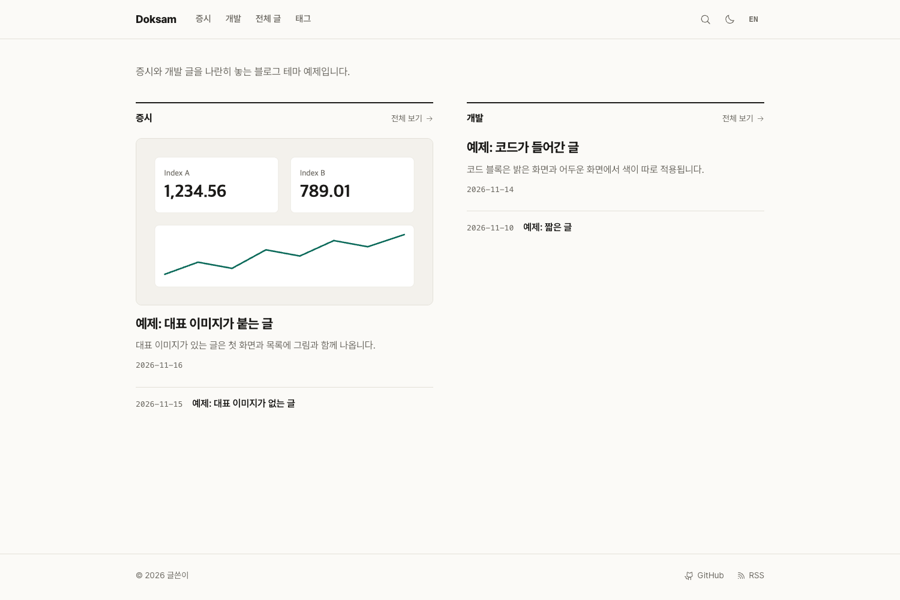 Doksam 증시 개발 전체 글 태그 EN
증시와 개발 글을 나란히 놓는 블로그 테마 예제입니다.
증시 전체 보기 →
Index A
1,234.56
Index B
789.01
예제: 대표 이미지가 붙는 글
대표 이미지가 있는 글은 첫 화면과 목록에 그림과 함께 나옵니다.
2026-11-16
2026-11-15 예제: 대표 이미지가 없는 글
개발 전체 보기 →
예제: 코드가 들어간 글
코드 블록은 밝은 화면과 어두운 화면에서 색이 따로 적용됩니다.
2026-11-14
2026-11-10 예제: 짧은 글
© 2026 글쓴이 GitHub RSS